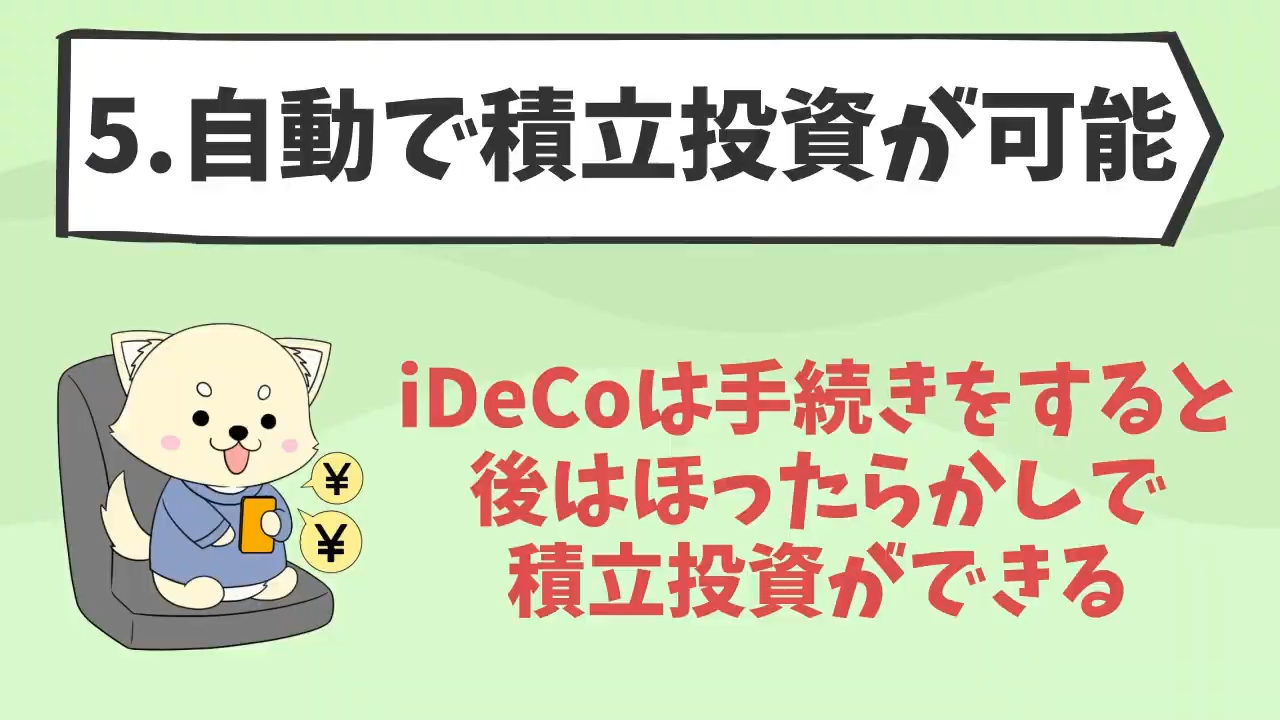 5.自動で積立投資が可能
iDeCoは手続きをすると
後はほったらかしで
積立投資ができる
¥
¥